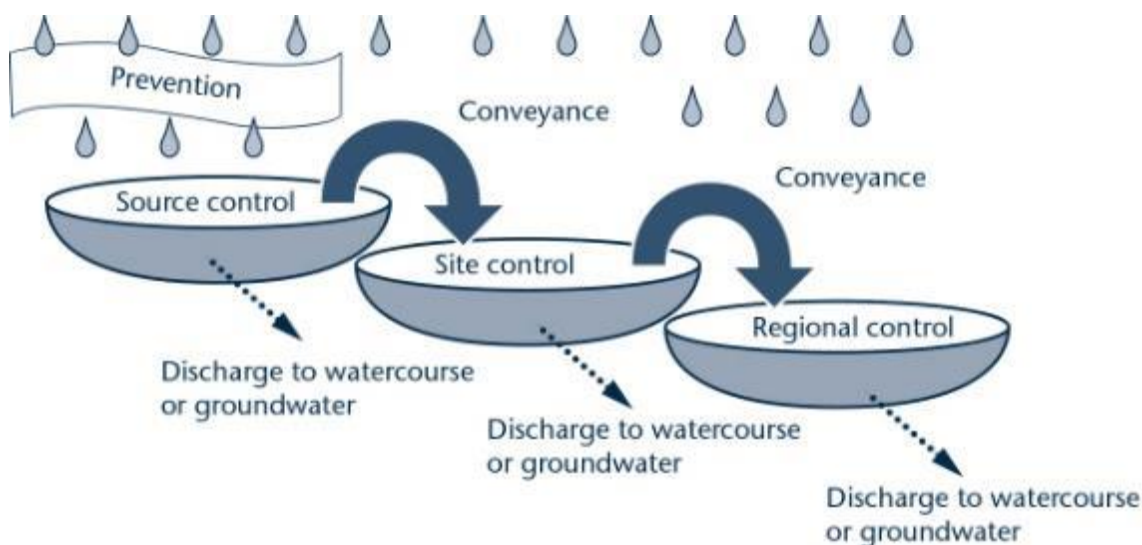 Prevention
Conveyance
Conveyance
Source control
Site control
Regional control
Discharge to watercourse
or groundwater
Discharge to watercourse
or groundwater
Discharge to watercourse
or groundwater